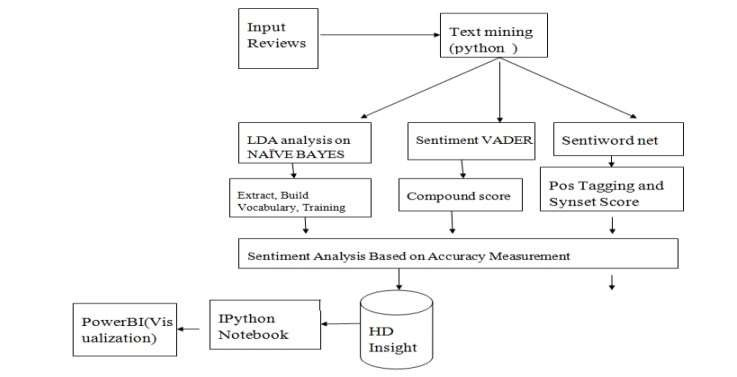 Input
Reviews
Text mining
(python  )
LDA analysis on
NAÏVE BAYES
Sentiment VADER
Sentiword net
Extract, Build
Vocabulary, Training
Compound score
Pos Tagging and
Synset Score
Sentiment Analysis Based on Accuracy Measurement
PowerBI(Vis
ualization)
IPython
Notebook
HD
Insight